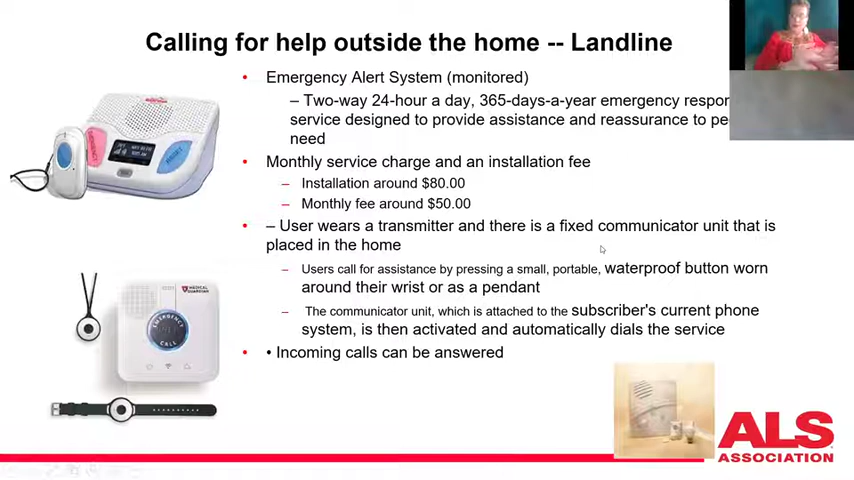 Calling for help outside the home -- Landline
• Emergency Alert System (monitored)
– Two-way 24-hour a day, 365-days-a-year emergency
service designed to provide assistance and reassurance to
need
• Monthly service charge and an installation fee
– Installation around $80.00
– Monthly fee around $50.00
• – User wears a transmitter and there is a fixed communicator unit that is
placed in the home
– Users call for assistance by pressing a small, portable, waterproof button worn
around their wrist or as a pendant
– The communicator unit, which is attached to the subscriber's current phone
system, is then activated and automatically dials the service
• • Incoming calls can be answered
MEDICAL
GUARDIAN
EMERGENCY
CALL
ALS
ASSOCIATION